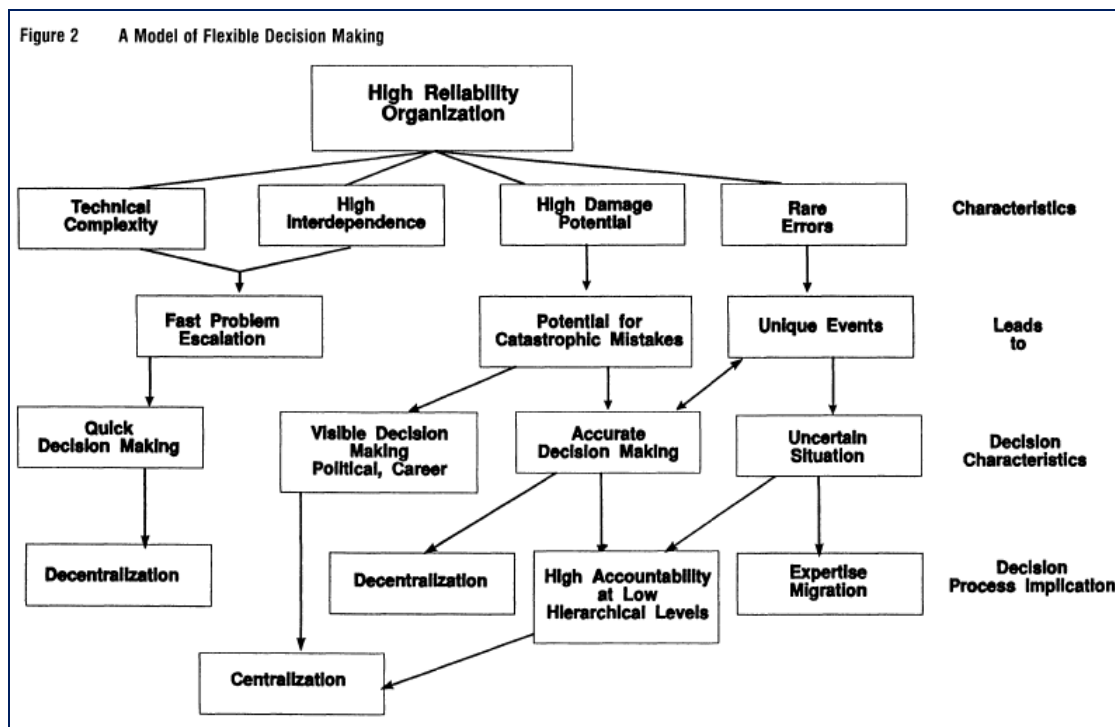 Figure 2 A Model of Flexible Decision Making
High Reliability
Organization
Technical
Complexity
High
Interdependence
High Damage
Potential
Rare
Errors
Characteristics
Fast Problem
Escalation
Potential for
Catastrophic Mistakes
Unique Events
Leads
to
Quick
Decision Making
Visible Decision
Making
Political, Career
Accurate
Decision Making
Uncertain
Situation
Decision
Characteristics
Decentralization
Decentralization
High Accountability
at Low
Hierarchical Levels
Expertise
Migration
Decision
Process Implication
Centralization